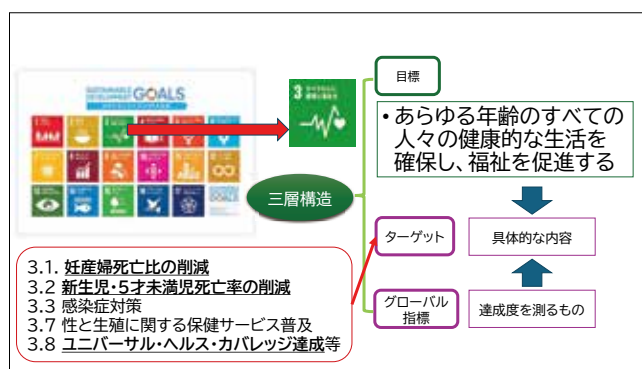 SUSTAINABLE
DEVELOPMENT GOALS
3
目標
・あらゆる年齢のすべての
人々の健康的な生活を
確保し、福祉を促進する
三層構造
ターゲット
具体的な内容
グローバル
指標
達成度を測るもの
3.1. 妊産婦死亡比の削減
3.2 新生児・5才未満児死亡率の削減
3.3 感染症対策
3.7 性と生殖に関する保健サービス普及
3.8 ユニバーサル・ヘルス・カバレッジ達成等